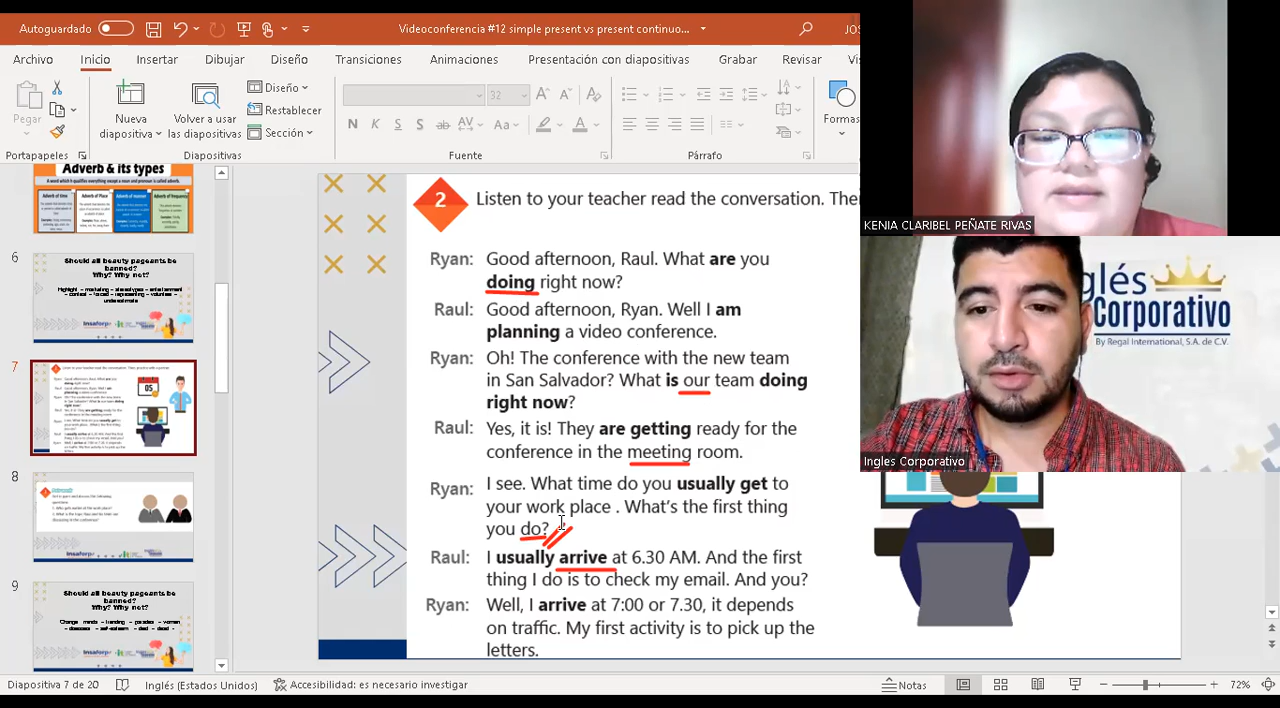 Autoguardado
Videoconferencia #12 simple present vs present continuo...
JOS
Archivo Inicio Insertar Dibujar Diseño Transiciones Animaciones Presentación con diapositivas Grabar Revisar Vis
Pegar
Nueva diapositiva
Volver a usar las diapositivas
Diseño
Restablecer
Sección
32
Formas
Portapapeles Diapositivas Fuente Párrafo
Adverb & its types
6
Should all beauty pageants be
banned?
Why? Why not?
7
8
9
Should all beauty pageants be
banned?
Why? Why not?
2 Listen to your teacher read the conversation. The
Ryan: Good afternoon, Raul. What are you
doing right now?
Raul: Good afternoon, Ryan. Well I am
planning a video conference.
Ryan: Oh! The conference with the new team
in San Salvador? What is our team doing
right now?
Raul: Yes, it is! They are getting ready for the
conference in the meeting room.
Ryan: I see. What time do you usually get to
your work place . What's the first thing
you do?
Raul: I usually arrive at 6.30 AM. And the first
thing I do is to check my email. And you?
Ryan: Well, I arrive at 7:00 or 7.30, it depends
on traffic. My first activity is to pick up the
letters.
KENIA CLARIBEL PEÑATE RIVAS
nglés
Corporativo
By Regal International, S.A. de C.V.
Ingles Corporativo
Diapositiva 7 de 20 Inglés (Estados Unidos) Accesibilidad: es necesario investigar Notas 72%